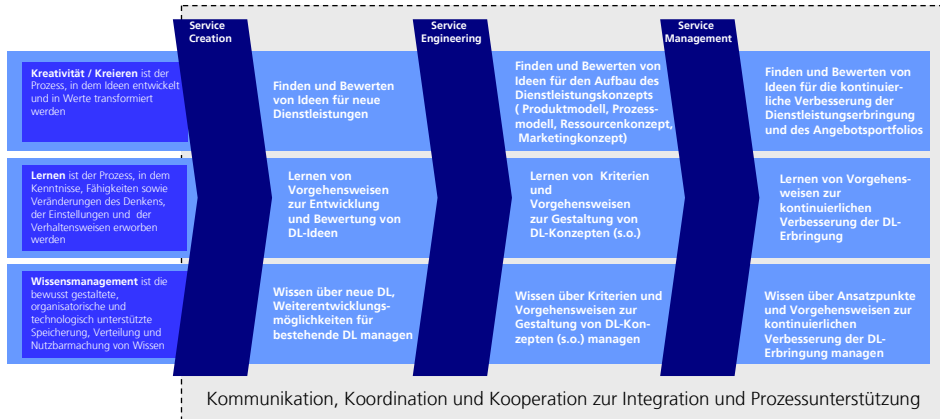 Service
Creation
Service
Engineering
Service
Management
Kreativität / Kreieren ist der
Prozess, in dem Ideen entwickelt
und in Werte transformiert
werden
Finden und Bewerten
von Ideen für neue
Dienstleistungen
Finden und Bewerten von
Ideen für den Aufbau des
Dienstleistungskonzepts
( Produktmodell, Prozess-
modell, Ressourcenkonzept,
Marketingkonzept)
Finden und Bewerten von
Ideen für die kontinuier-
liche Verbesserung der
Dienstleistungserbringung
und des Angebotsportfolios
Lernen ist der Prozess, in dem
Kenntnisse, Fähigkeiten sowie
Veränderungen des Denkens,
der Einstellungen und der
Verhaltensweisen erworben
werden
Lernen von
Vorgehensweisen
zur Entwicklung
und Bewertung von
DL-Ideen
Lernen von Kriterien
und
Vorgehensweisen
zur Gestaltung von
DL-Konzepten (s.o.)
Lernen von Vorgehens-
weisen zur
kontinuierlichen
Verbesserung der DL-
Erbringung
Wissensmanagement ist die
bewusst gestaltete,
organisatorische und
technologisch unterstützte
Speicherung, Verteilung und
Nutzbarmachung von Wissen
Wissen über neue DL,
Weiterentwicklungs-
möglichkeiten für
bestehende DL managen
Wissen über Kriterien und
Vorgehensweisen zur
Gestaltung von DL-Kon-
zepten (s.o.) managen
Wissen über Ansatzpunkte
und Vorgehensweisen zur
kontinuierlichen
Verbesserung der DL-
Erbringung managen
Kommunikation, Koordination und Kooperation zur Integration und Prozessunterstützung